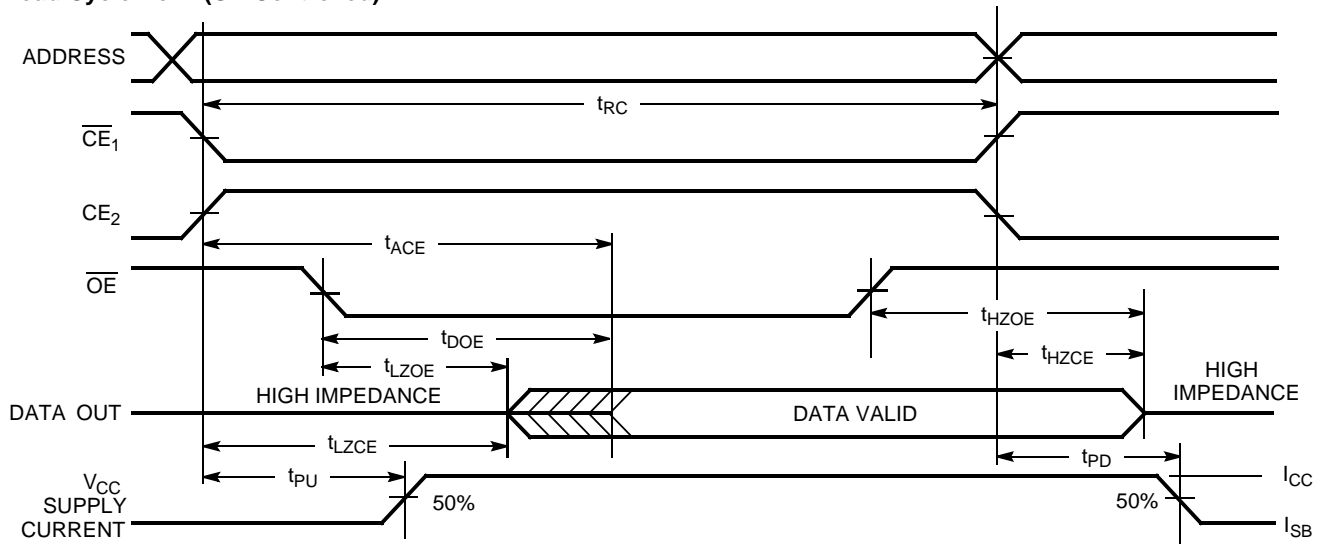 ADDRESS
tRC
CE1
CE2
tACE
OE
tHZOE
tDOE
tHZCE
tLZOE
HIGH IMPEDANCE
HIGH
IMPEDANCE
DATA OUT
DATA VALID
tLZCE
tPD
tPU
VCC
SUPPLY
CURRENT
50%
50%
ICC
ISB